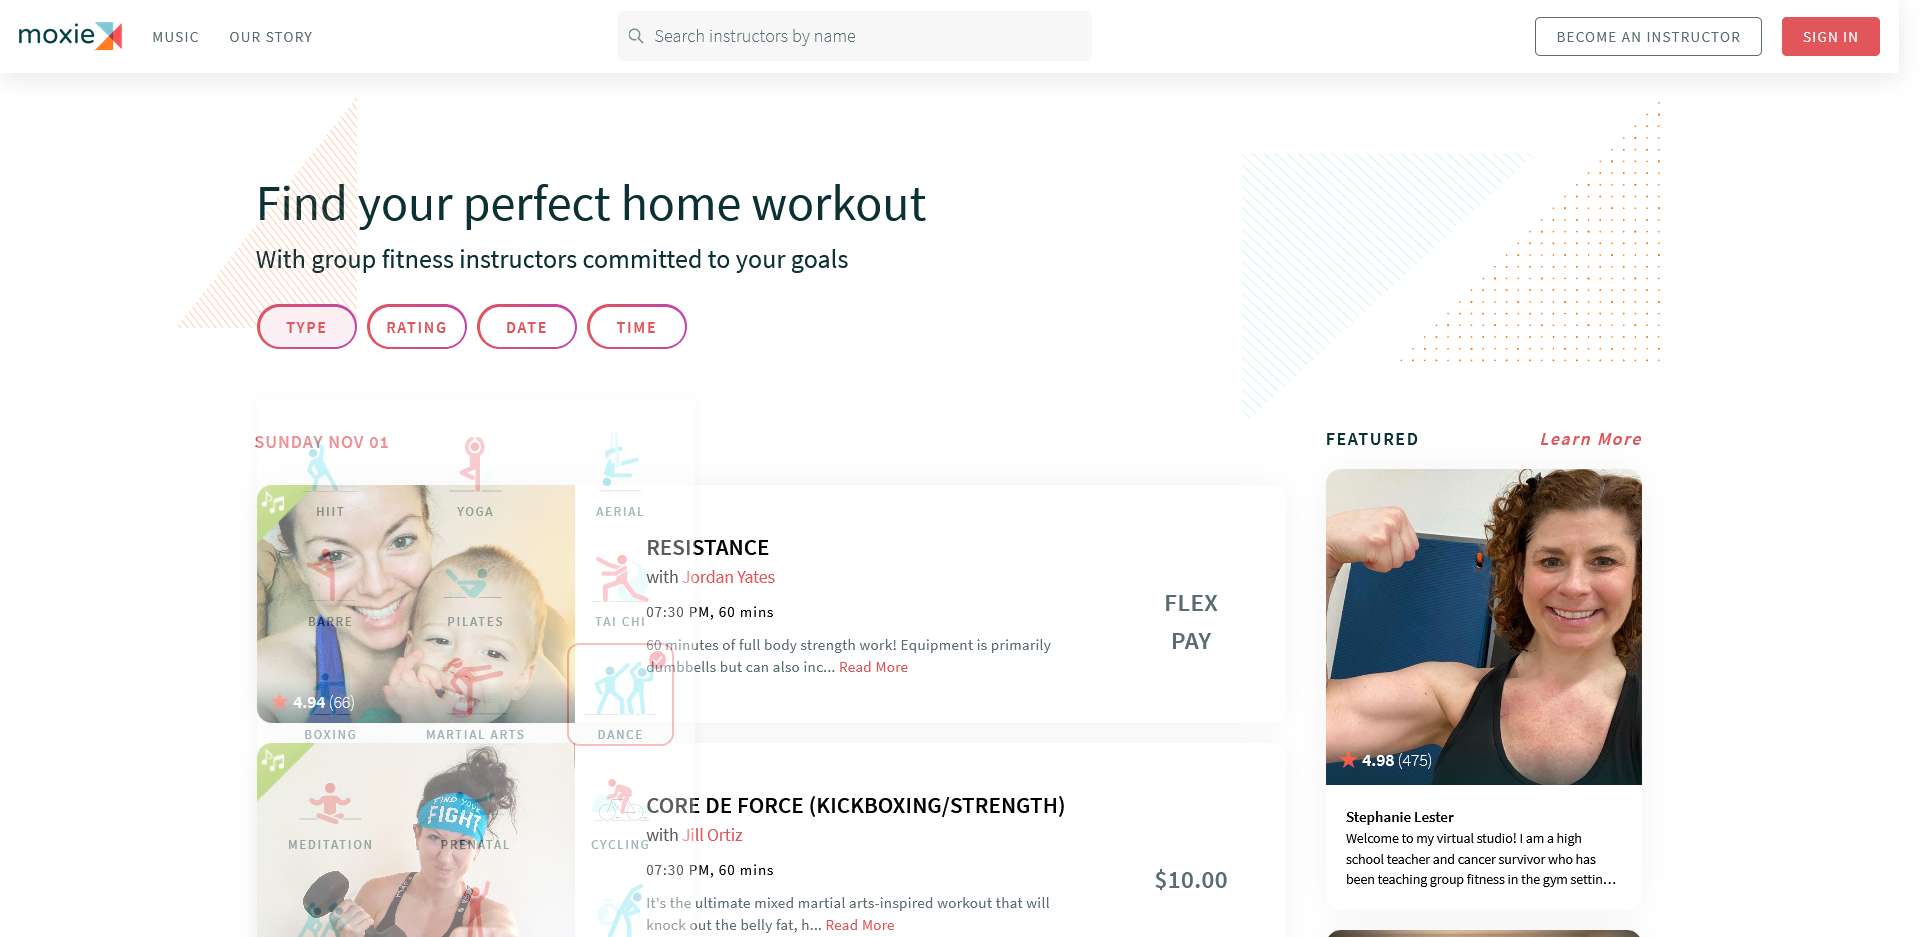 moxie
MUSIC
OUR STORY
Search instructors by name
BECOME AN INSTRUCTOR
SIGN IN
Find your perfect home workout
With group fitness instructors committed to your goals
TYPE
RATING
DATE
TIME
SUNDAY NOV 01
HIIT
YOGA
AERIAL
BARRE
PILATES
TAI CHI
BOXING
MARTIAL ARTS
DANCE
MEDITATION
PRENATAL
CYCLING
4.94 (66)
RESISTANCE
with Jordan Yates
07:30 PM, 60 mins
60 minutes of full body strength work! Equipment is primarily
dumbbells but can also inc... Read More
FLEX
PAY
FIND YOUR
FIGHT
CORE DE FORCE (KICKBOXING/STRENGTH)
with Jill Ortiz
07:30 PM, 60 mins
It's the ultimate mixed martial arts-inspired workout that will
knock out the belly fat, h... Read More
$10.00
FEATURED
Learn More
4.98 (475)
Stephanie Lester
Welcome to my virtual studio! I am a high
school teacher and cancer survivor who has
been teaching group fitness in the gym settin...